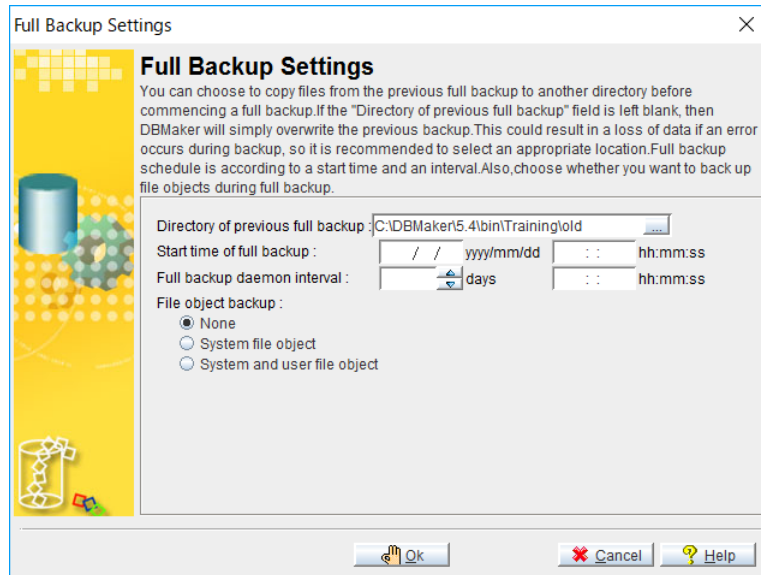 Full Backup Settings
Full Backup Settings
You can choose to copy files from the previous full backup to another directory before
commencing a full backup.If the "Directory of previous full backup" field is left blank, then
DBMaker will simply overwrite the previous backup.This could result in a loss of data if an error
occurs during backup, so it is recommended to select an appropriate location.Full backup
schedule is according to a start time and an interval.Also,choose whether you want to back up
file objects during full backup.
Directory of previous full backup : C:\DBMaker\5.4\bin\Training\old ...
Start time of full backup : / / yyyy/mm/dd : : hh:mm:ss
Full backup daemon interval : days : : hh:mm:ss
File object backup :
None
System file object
System and user file object
Ok Cancel Help